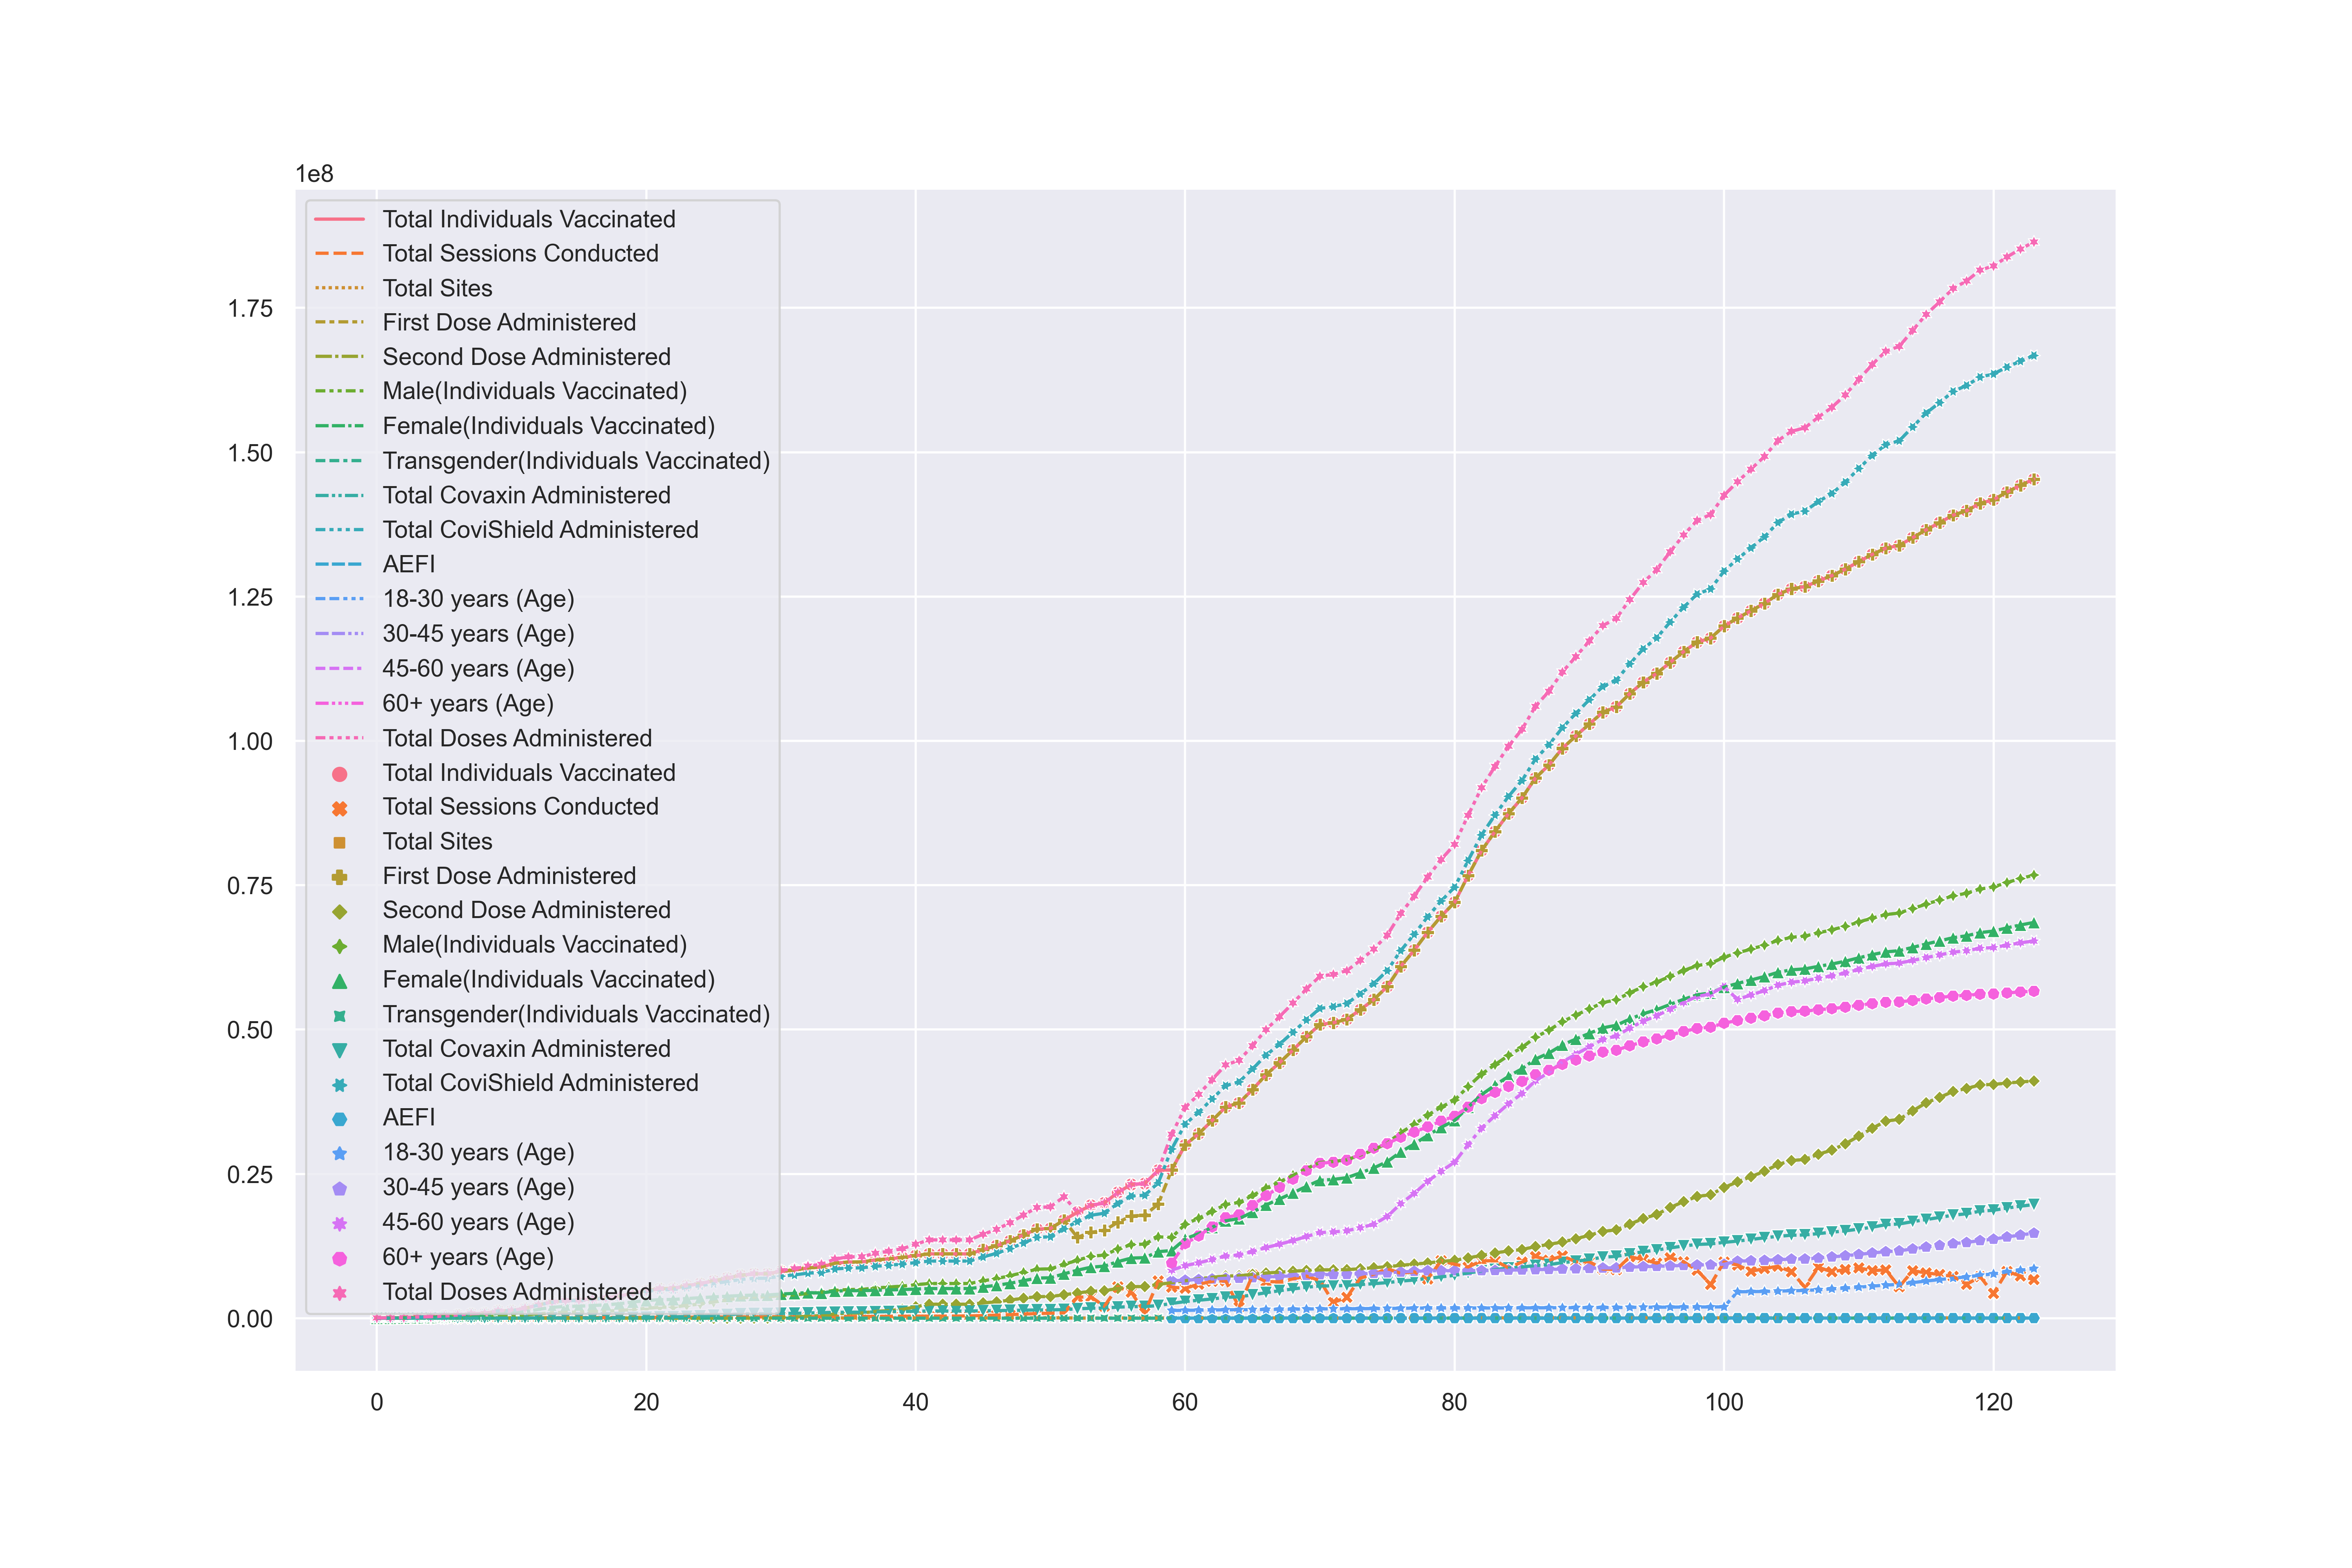 1e8
1.75
1.50
1.25
1.00
0.75
0.50
0.25
0.00
Total Individuals Vaccinated
Total Sessions Conducted
Total Sites
First Dose Administered
Second Dose Administered
Male(Individuals Vaccinated)
Female(Individuals Vaccinated)
Transgender(Individuals Vaccinated)
Total Covaxin Administered
Total CoviShield Administered
AEFI
18-30 years (Age)
30-45 years (Age)
45-60 years (Age)
60+ years (Age)
Total Doses Administered
Total Individuals Vaccinated
Total Sessions Conducted
Total Sites
First Dose Administered
Second Dose Administered
Male(Individuals Vaccinated)
Female(Individuals Vaccinated)
Transgender(Individuals Vaccinated)
Total Covaxin Administered
Total CoviShield Administered
AEFI
18-30 years (Age)
30-45 years (Age)
45-60 years (Age)
60+ years (Age)
Total Doses Administered
0 20 40 60 80 100 120